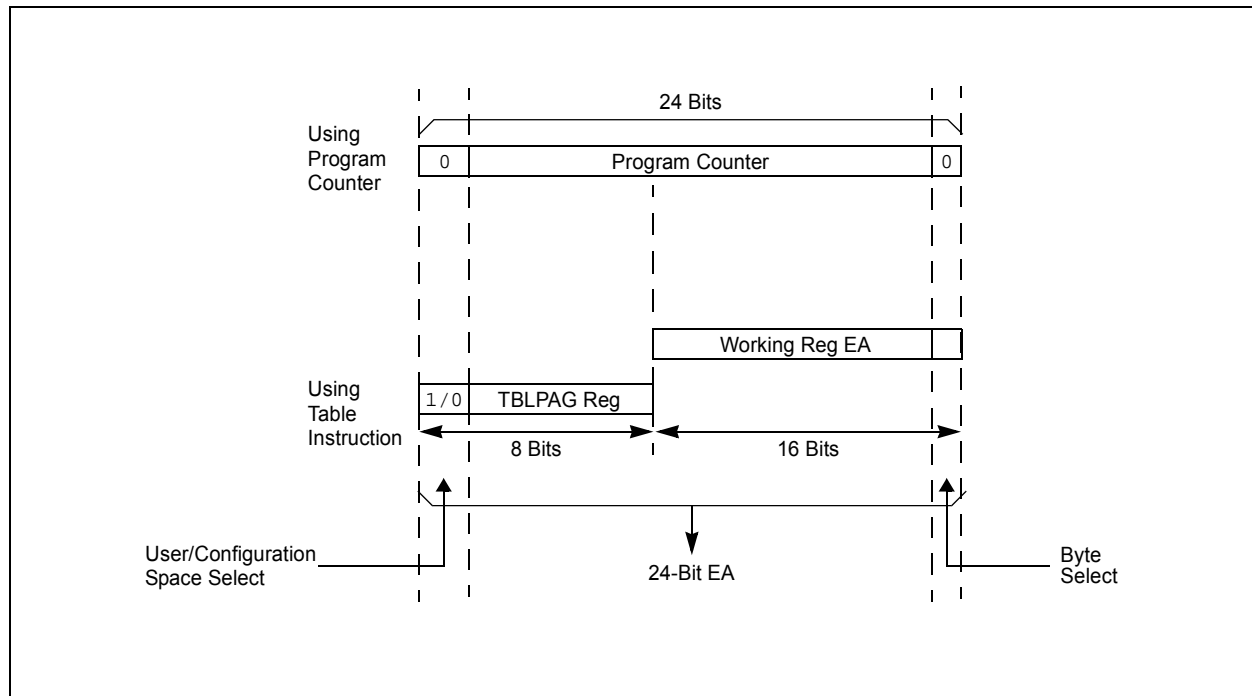 24 Bits
Using
Program
Counter
0
Program Counter
0
Working Reg EA
Using
Table
Instruction
1/0
TBLPAG Reg
8 Bits
16 Bits
User/Configuration
Space Select
24-Bit EA
Byte
Select